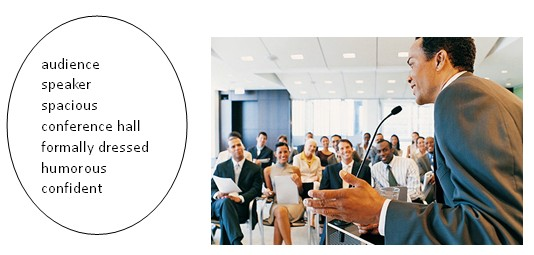 audience
speaker
spacious
conference hall
formally dressed
humorous
confident